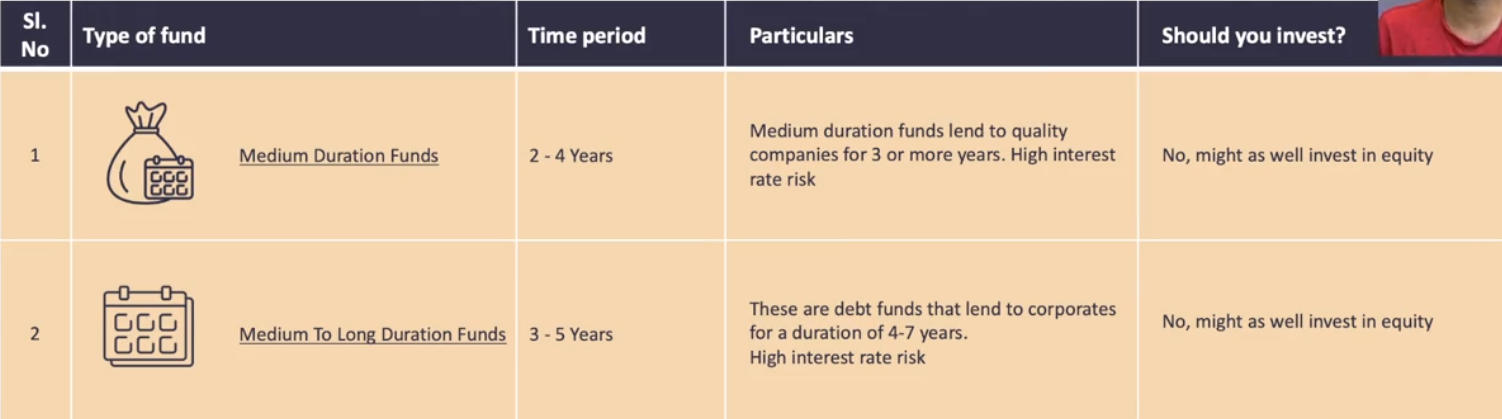 Sl.
No
Type of fund
Time period
Particulars
Should you invest?
1
Medium Duration Funds
2 - 4 Years
Medium duration funds lend to quality
companies for 3 or more years. High interest
rate risk
No, might as well invest in equity
2
Medium To Long Duration Funds
3 - 5 Years
These are debt funds that lend to corporates
for a duration of 4-7 years.
High interest rate risk
No, might as well invest in equity